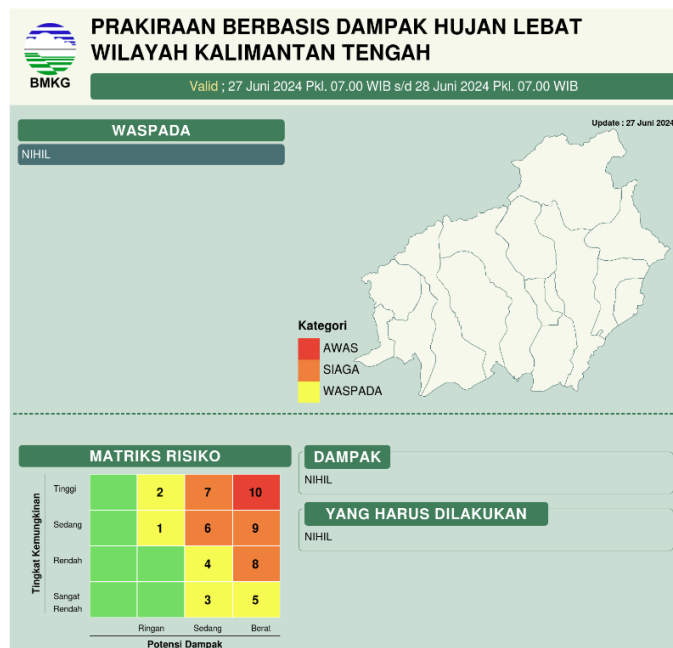 PRAKIRAAN BERBASIS DAMPAK HUJAN LEBAT
WILAYAH KALIMANTAN TENGAH
BMKG
Valid ; 27 Juni 2024 Pkl. 07.00 WIB s/d 28 Juni 2024 Pkl. 07.00 WIB
WASPADA
NIHIL
Update : 27 Juni 2024
Kategori
AWAS
SIAGA
WASPADA
MATRIKS RISIKO
Tingkat Kemungkinan
Tinggi 2 7 10
Sedang 1 6 9
Rendah 4 8
Sangat
Rendah 3 5
Ringan Sedang Berat
Potensi Dampak
DAMPAK
NIHIL
YANG HARUS DILAKUKAN
NIHIL